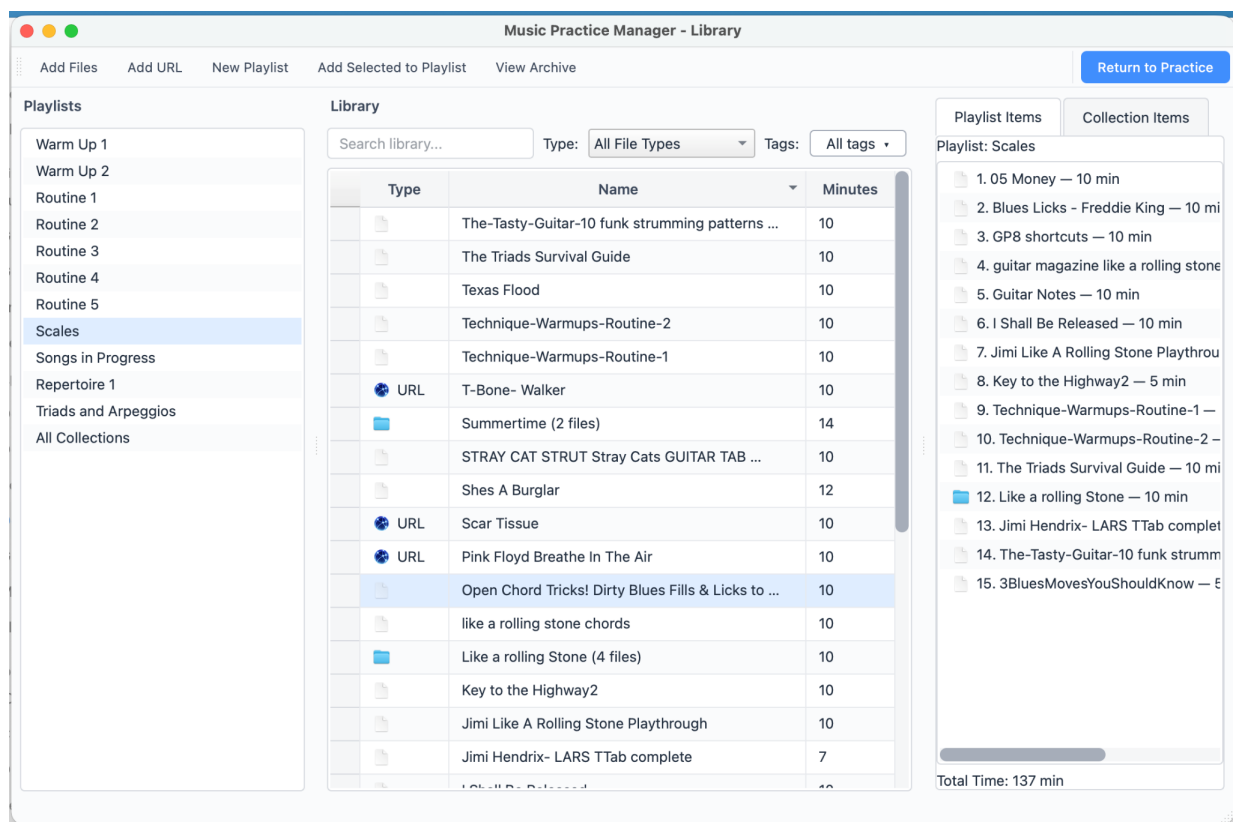 Music Practice Manager - Library
Add Files Add URL New Playlist Add Selected to Playlist View Archive Return to Practice
Playlists
Warm Up 1
Warm Up 2
Routine 1
Routine 2
Routine 3
Routine 4
Routine 5
Scales
Songs in Progress
Repertoire 1
Triads and Arpeggios
All Collections
Library
Search library... Type: All File Types Tags: All tags
Type Name Minutes
The-Tasty-Guitar-10 funk strumming patterns ... 10
The Triads Survival Guide 10
Texas Flood 10
Technique-Warmups-Routine-2 10
Technique-Warmups-Routine-1 10
URL T-Bone- Walker 10
Summertime (2 files) 14
STRAY CAT STRUT Stray Cats GUITAR TAB ... 10
Shes A Burglar 12
URL Scar Tissue 10
URL Pink Floyd Breathe In The Air 10
Open Chord Tricks! Dirty Blues Fills & Licks to ... 10
like a rolling stone chords 10
Like a rolling Stone (4 files) 10
Key to the Highway2 10
Jimi Like A Rolling Stone Playthrough 10
Jimi Hendrix- LARS TTab complete 7
I Shall Be Released 10
Playlist Items Collection Items
Playlist: Scales
1. 05 Money — 10 min
2. Blues Licks - Freddie King — 10 mi
3. GP8 shortcuts — 10 min
4. guitar magazine like a rolling stone
5. Guitar Notes — 10 min
6. I Shall Be Released — 10 min
7. Jimi Like A Rolling Stone Playthrou
8. Key to the Highway2 — 5 min
9. Technique-Warmups-Routine-1 —
10. Technique-Warmups-Routine-2 –
11. The Triads Survival Guide — 10 mi
12. Like a rolling Stone — 10 min
13. Jimi Hendrix- LARS TTab complet
14. The-Tasty-Guitar-10 funk strumm
15. 3BluesMovesYouShouldKnow — 5
Total Time: 137 min